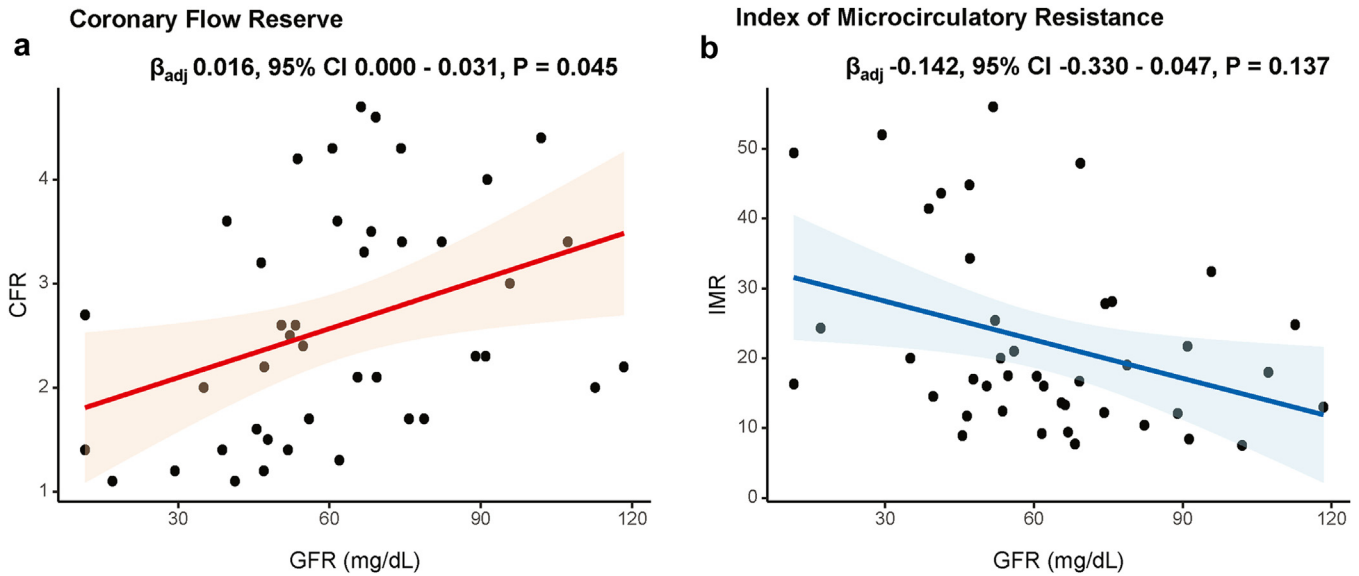 Coronary Flow Reserve
a
βadj 0.016, 95% CI 0.000 - 0.031, P = 0.045
CFR
4
3
2
1
30 60 90 120
GFR (mg/dL)
Index of Microcirculatory Resistance
b
βadj -0.142, 95% CI -0.330 - 0.047, P = 0.137
IMR
50
40
30
20
10
0
30 60 90 120
GFR (mg/dL)